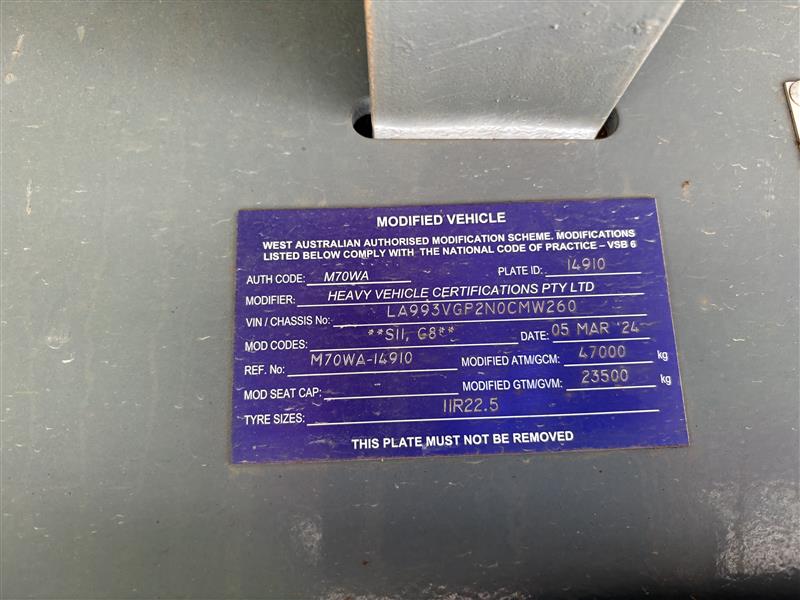 MODIFIED VEHICLE
WEST AUSTRALIAN AUTHORISED MODIFICATION SCHEME. MODIFICATIONS
LISTED BELOW COMPLY WITH THE NATIONAL CODE OF PRACTICE – VSB 6
AUTH CODE: M70WA PLATE ID: 14910
MODIFIER: HEAVY VEHICLE CERTIFICATIONS PTY LTD
VIN / CHASSIS No: LA993VGP2N0CMW260
MOD CODES: **S11, G8** DATE: 05 MAR '24
REF. No: M70WA-14910 MODIFIED ATM/GCM: 47000 kg
MOD SEAT CAP: MODIFIED GTM/GVM: 23500 kg
TYRE SIZES: 11R22.5
THIS PLATE MUST NOT BE REMOVED